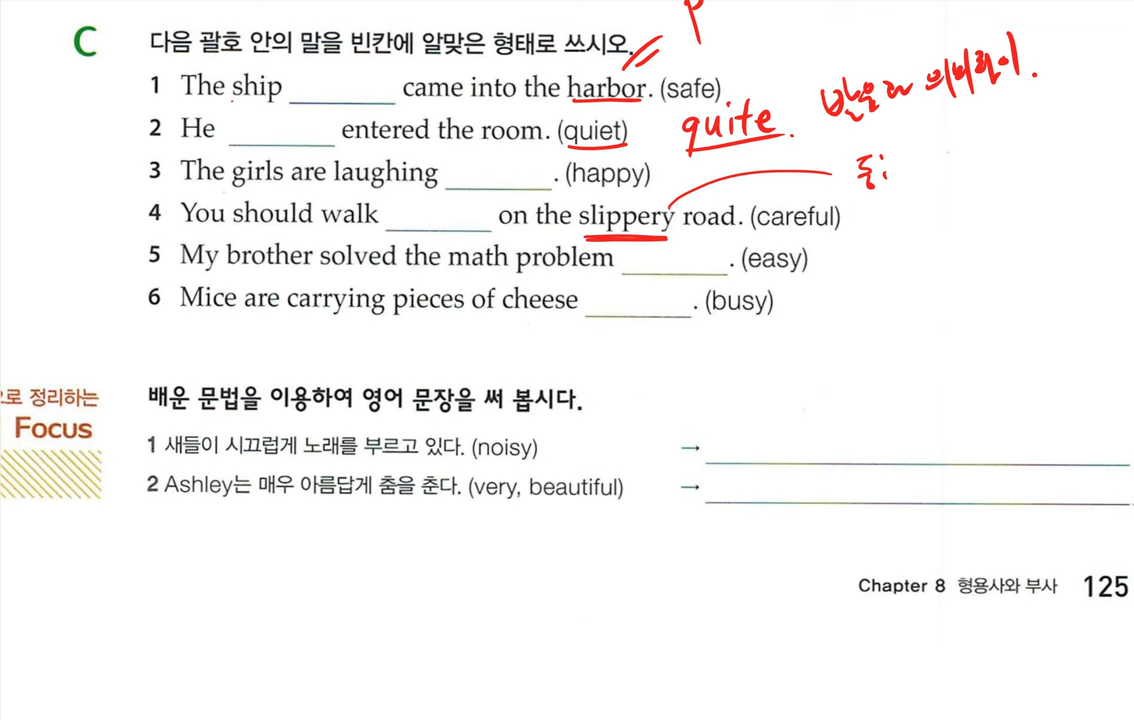 C 다음 괄호 안의 말을 빈칸에 알맞은 형태로 쓰시오.
1 The ship ________ came into the harbor. (safe)
2 He ________ entered the room. (quiet) quite. 발음과 의미차이.
3 The girls are laughing ________. (happy)
4 You should walk ________ on the slippery road. (careful)
5 My brother solved the math problem ________. (easy)
6 Mice are carrying pieces of cheese ________. (busy)
로 정리하는
Focus
배운 문법을 이용하여 영어 문장을 써 봅시다.
1 새들이 시끄럽게 노래를 부르고 있다. (noisy) →
2 Ashley는 매우 아름답게 춤을 춘다. (very, beautiful) →
Chapter 8 형용사와 부사 125